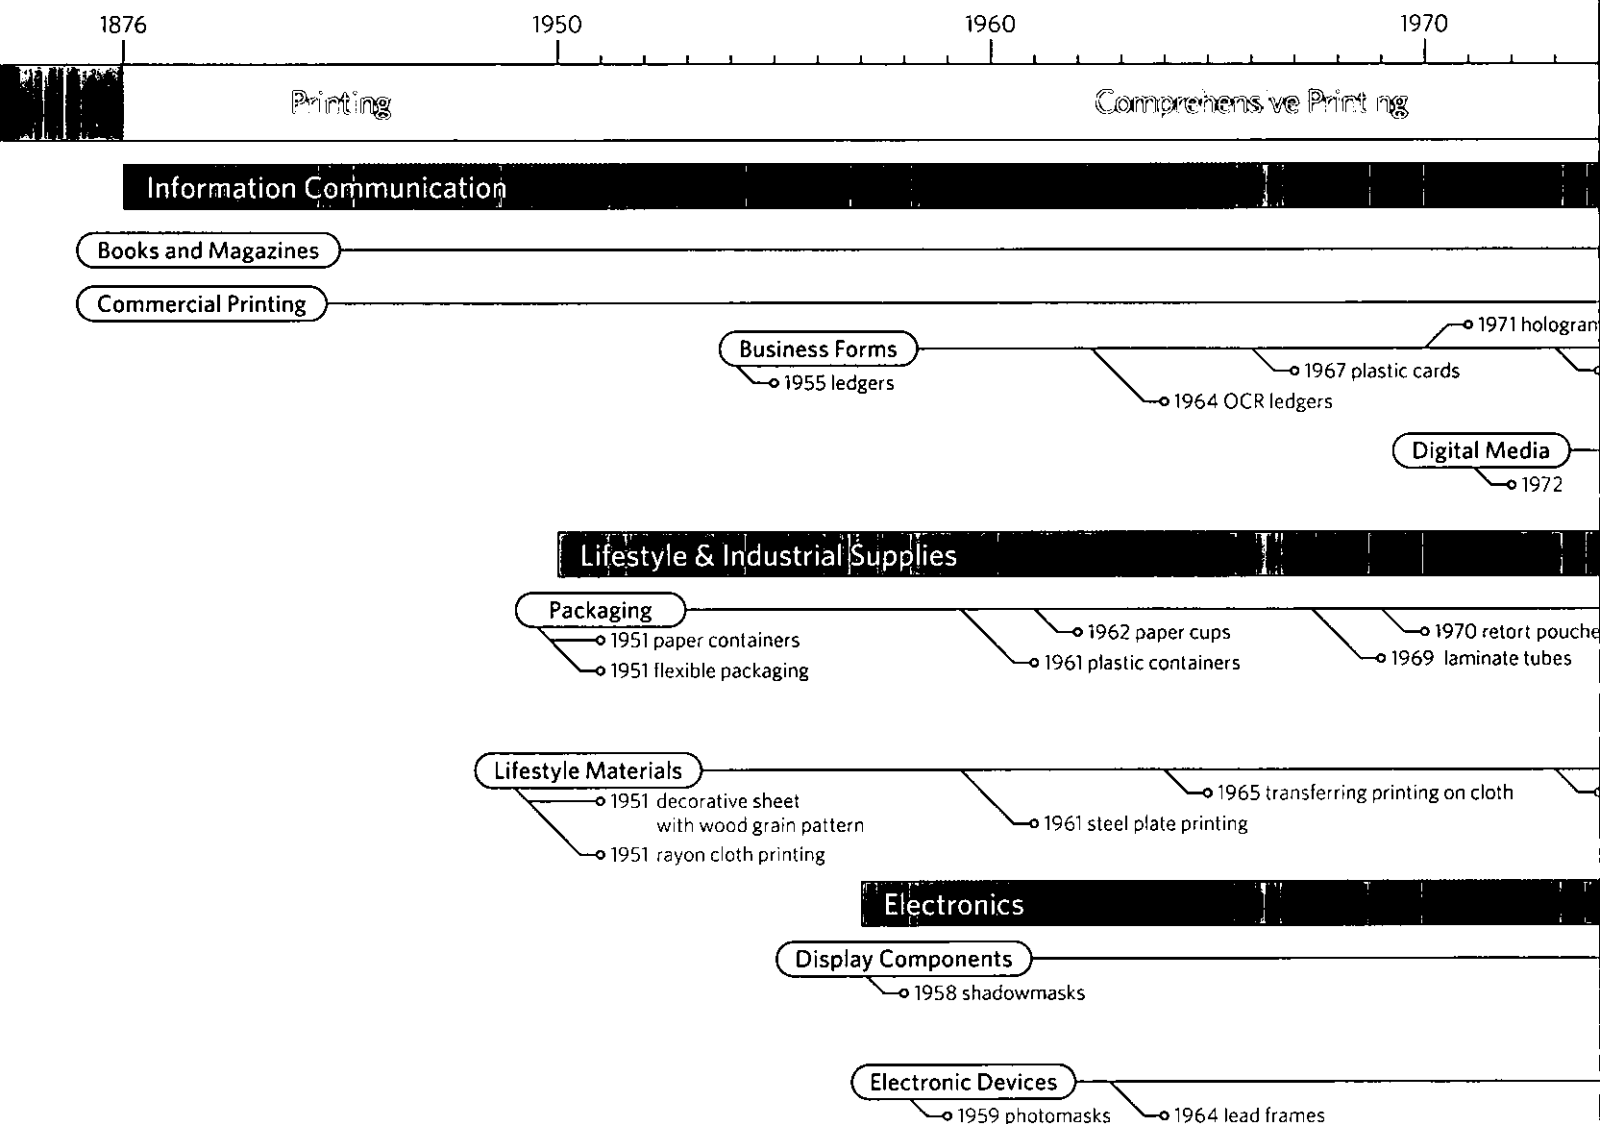 1876 1950 1960 1970
Printing Comprehensive Printing
Information Communication
Books and Magazines
Commercial Printing
1971 hologran
Business Forms
1967 plastic cards
1955 ledgers
1964 OCR ledgers
Digital Media
1972
Lifestyle & Industrial Supplies
Packaging
1951 paper containers
1962 paper cups
1970 retort pouche
1951 flexible packaging
1961 plastic containers
1969 laminate tubes
Lifestyle Materials
1951 decorative sheet
with wood grain pattern
1965 transferring printing on cloth
1961 steel plate printing
1951 rayon cloth printing
Electronics
Display Components
1958 shadowmasks
Electronic Devices
1959 photomasks
1964 lead frames